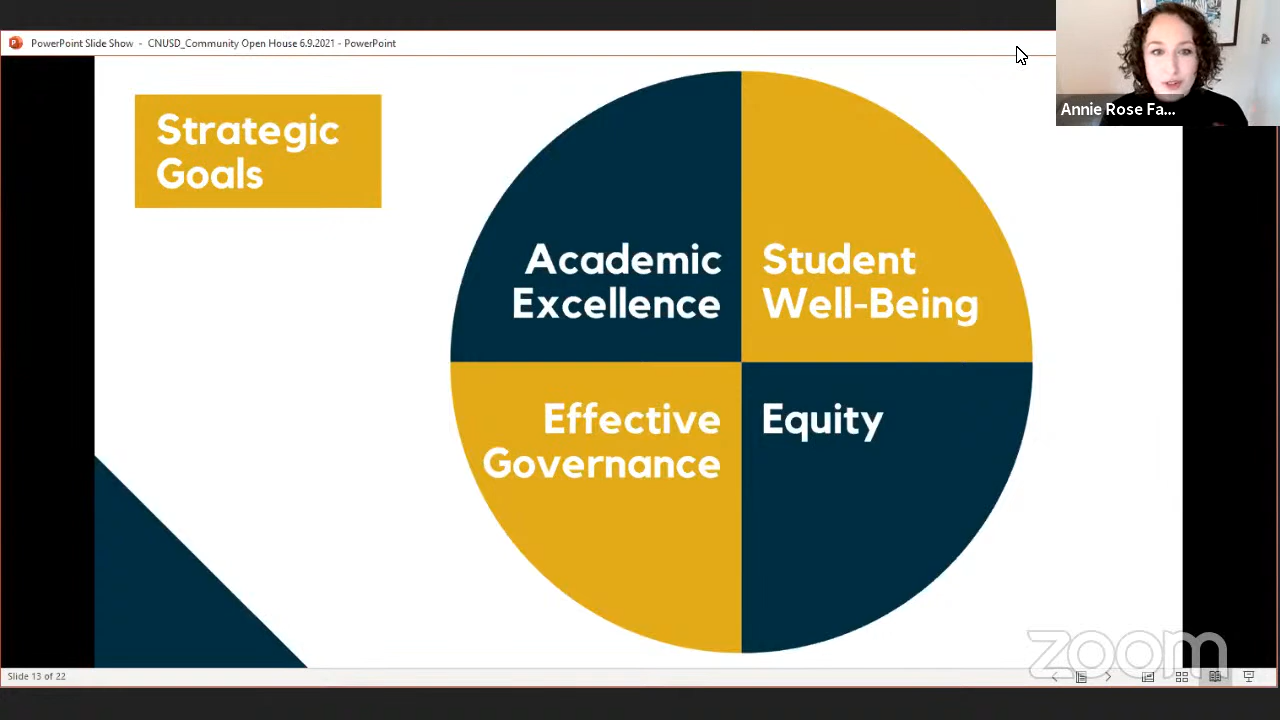 PowerPoint Slide Show - CNUSD_Community Open House 6.9.2021 - PowerPoint
Annie Rose Fa...
Strategic
Goals
Academic
Excellence
Student
Well-Being
Effective
Governance
Equity
zoom
Slide 13 of 22